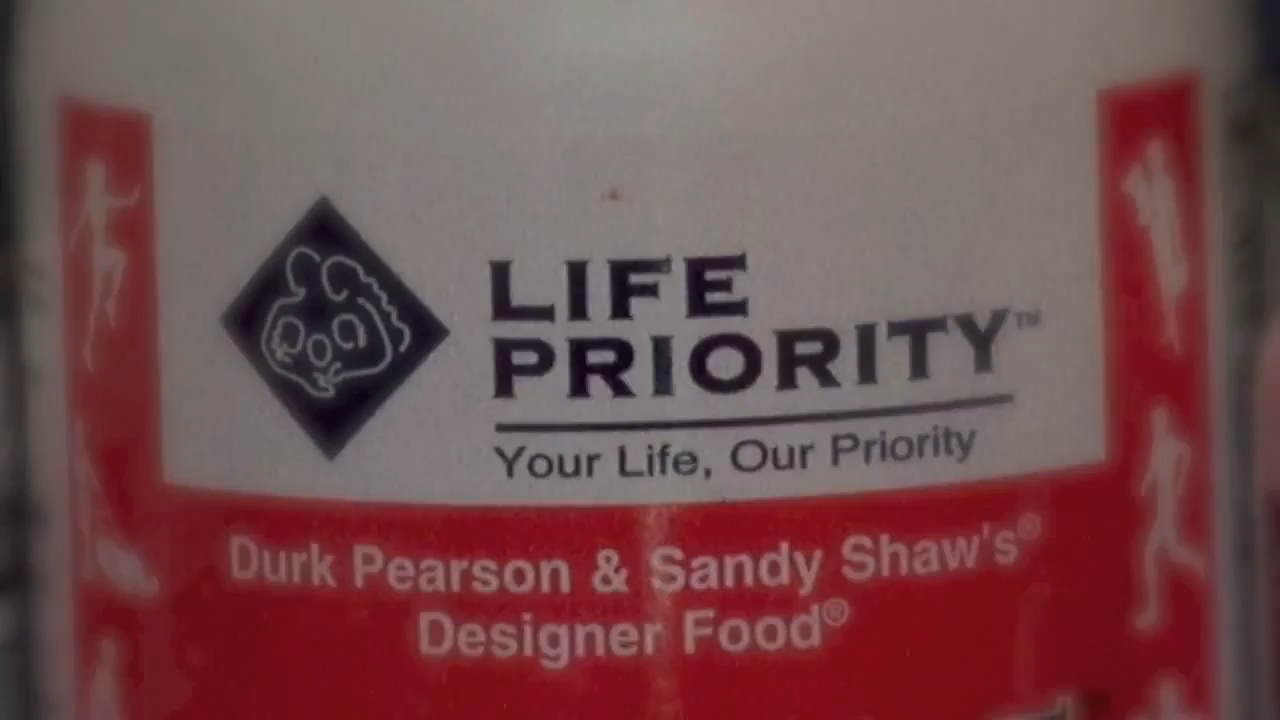 LIFE
PRIORITY™
Your Life, Our Priority
Durk Pearson & Sandy Shaw's®
Designer Food®